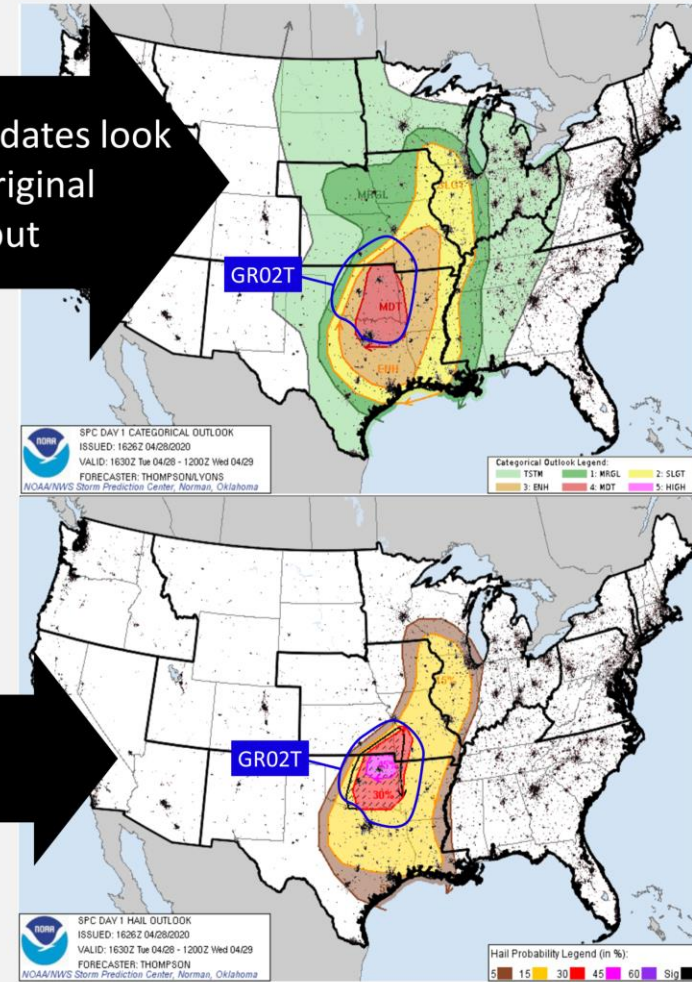 dates look
riginal
out
MRGL
SLGT
GR02T
MDT
ENH
NOAA
SPC DAY 1 CATEGORICAL OUTLOOK
ISSUED: 1626Z 04/28/2020
VALID: 1630Z Tue 04/28 - 1200Z Wed 04/29
FORECASTER: THOMPSON/LYONS
NOAA/NWS Storm Prediction Center, Norman, Oklahoma
Categorical Outlook Legend:
TSTM 1: MRGL 2: SLGT
3: ENH 4: MDT 5: HIGH
GR02T
30%
NOAA
SPC DAY 1 HAIL OUTLOOK
ISSUED: 1626Z 04/28/2020
VALID: 1630Z Tue 04/28 - 1200Z Wed 04/29
FORECASTER: THOMPSON
NOAA/NWS Storm Prediction Center, Norman, Oklahoma
Hail Probability Legend (in %):
5 15 30 45 60 Sig